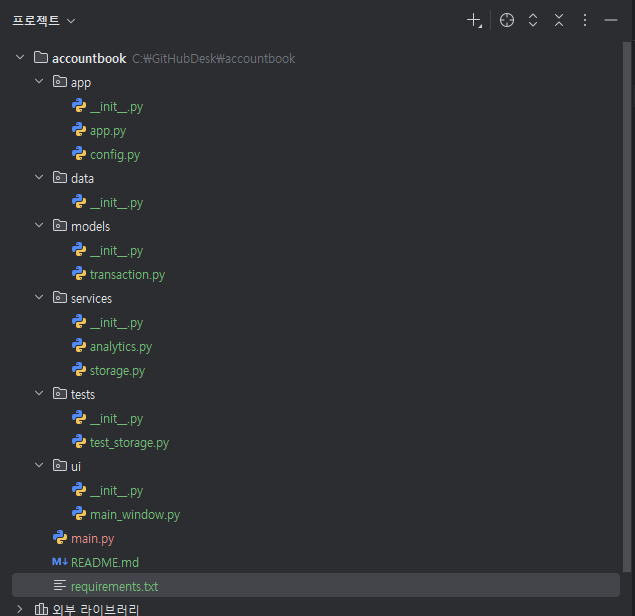 프로젝트
accountbook C:₩GitHubDesk₩accountbook
app
__init__.py
app.py
config.py
data
__init__.py
models
__init__.py
transaction.py
services
__init__.py
analytics.py
storage.py
tests
__init__.py
test_storage.py
ui
__init__.py
main_window.py
main.py
M↓ README.md
requirements.txt
외부 라이브러리